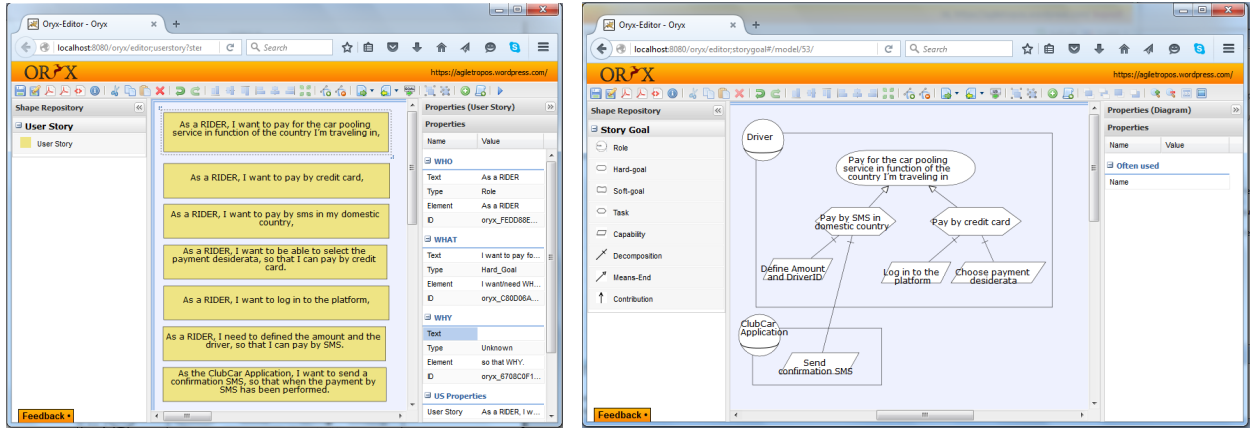 Oryx-Editor - Oryx
localhost:8080/oryx/editor;userstory?ster
Search
ORYX
https://agiletropos.wordpress.com/
Shape Repository
User Story
User Story
As a RIDER, I want to pay for the car pooling
service in function of the country I'm traveling in,
As a RIDER, I want to pay by credit card,
As a RIDER, I want to pay by sms in my domestic
country,
As a RIDER, I want to be able to select the
payment desiderata, so that I can pay by credit
card.
As a RIDER, I want to log in to the platform,
As a RIDER, I need to defined the amount and the
driver, so that I can pay by SMS.
As the ClubCar Application, I want to send a
confirmation SMS, so that when the payment by
SMS has been performed.
Properties (User Story)
Properties
Name Value
WHO
Text As a RIDER
Type Role
Element As a RIDER
ID oryx_FEDD88E...
WHAT
Text I want to pay fo...
Type Hard_Goal
Element I want/need WH...
ID oryx_C80D06A...
WHY
Text
Type Unknown
Element so that WHY.
ID oryx_6708C0F1...
US Properties
User Story As a RIDER, I w...
Feedback
Oryx-Editor - Oryx
localhost:8080/oryx/editor;storygoal#/model/53/
Search
ORYX
https://agiletropos.wordpress.com/
Shape Repository
Story Goal
Role
Hard-goal
Soft-goal
Task
Capability
Decomposition
Means-End
Contribution
Driver
Pay for the car pooling
service in function of the
country I'm traveling in
Pay by SMS in
domestic country
Pay by credit card
Define Amount
and DriverID
Log in to the
platform
Choose payment
desiderata
ClubCar
Application
Send
confirmation SMS
Properties (Diagram)
Properties
Name Value
Often used
Name
Feedback